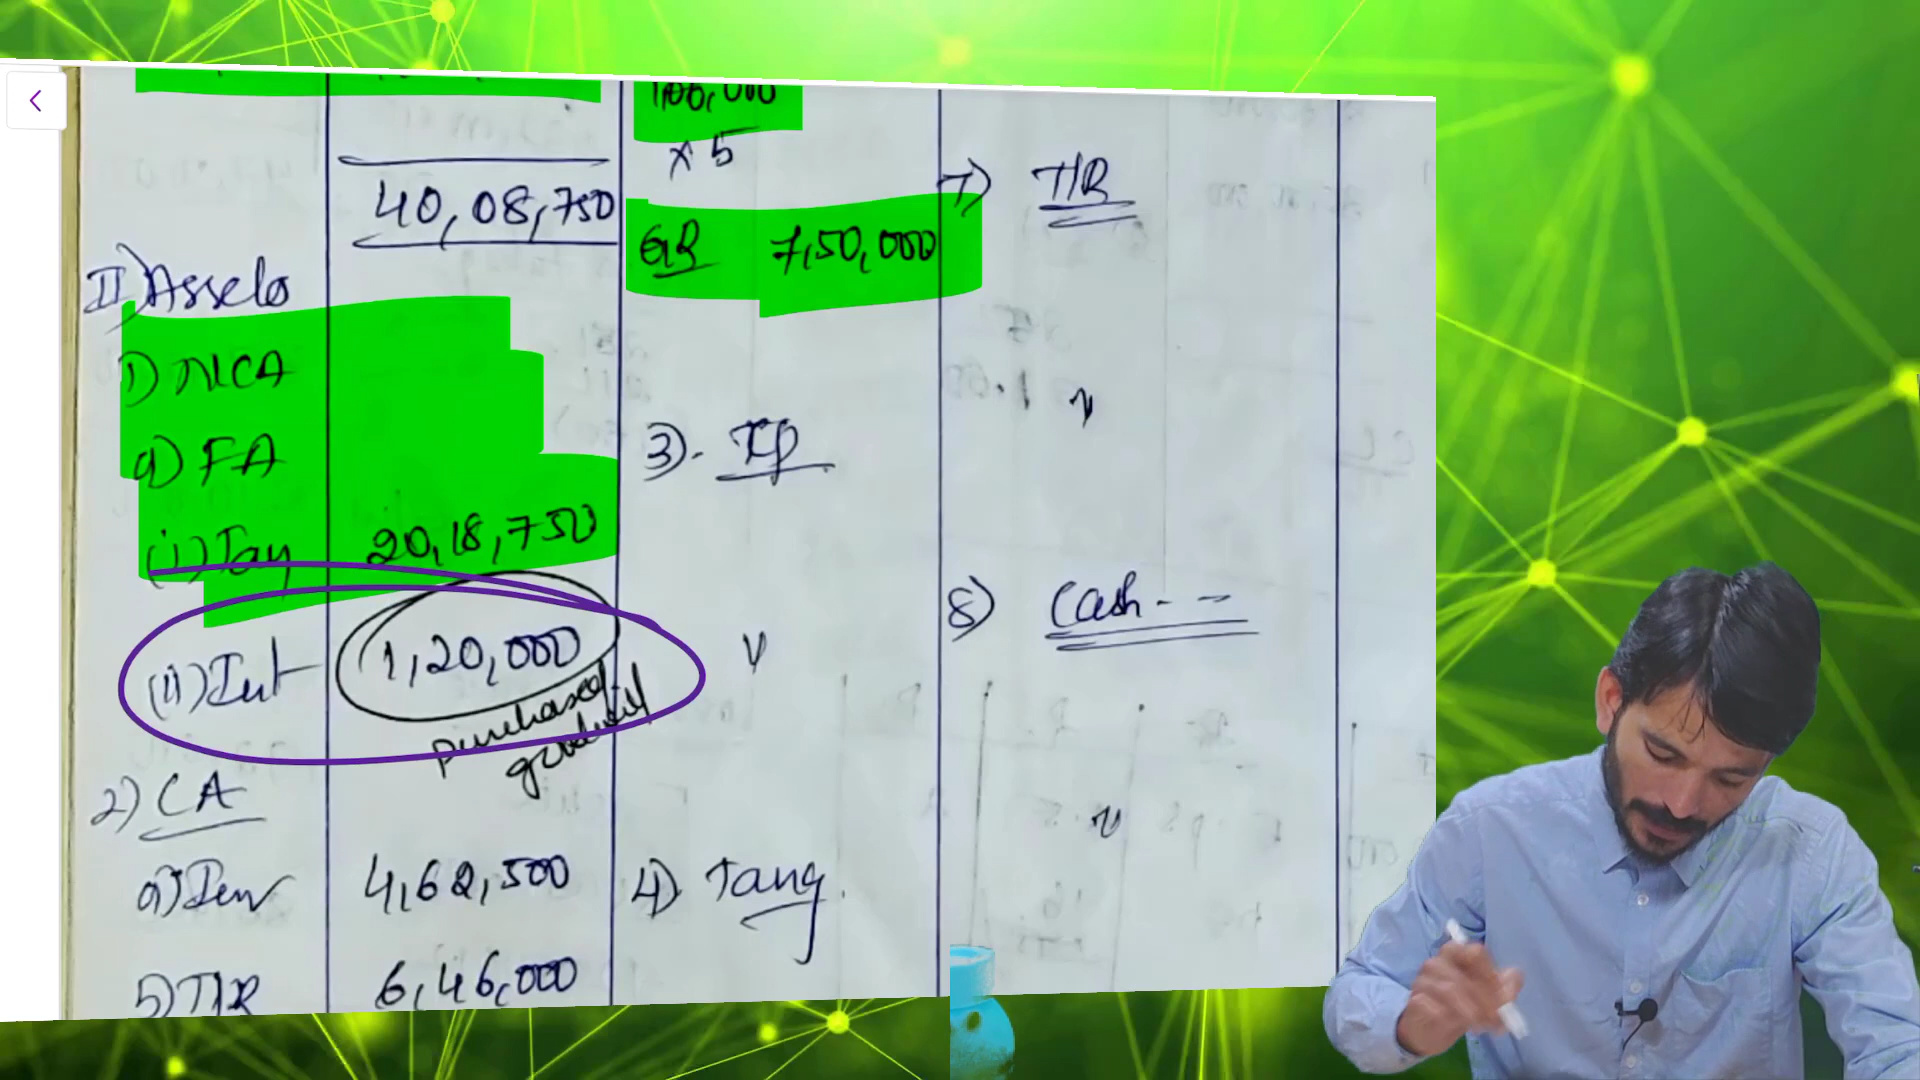 100,000
x 5
40,08,750
GR 7,50,000
II) Assets
1) NCA
a) FA
(i) Tan 20,18,750
(ii) Int 1,20,000
purchased
goodwill
2) CA
a) Inv 4,62,500
b) T/R 6,46,000
3). IP
4) Tang.
7) T/R
8) Cash - -